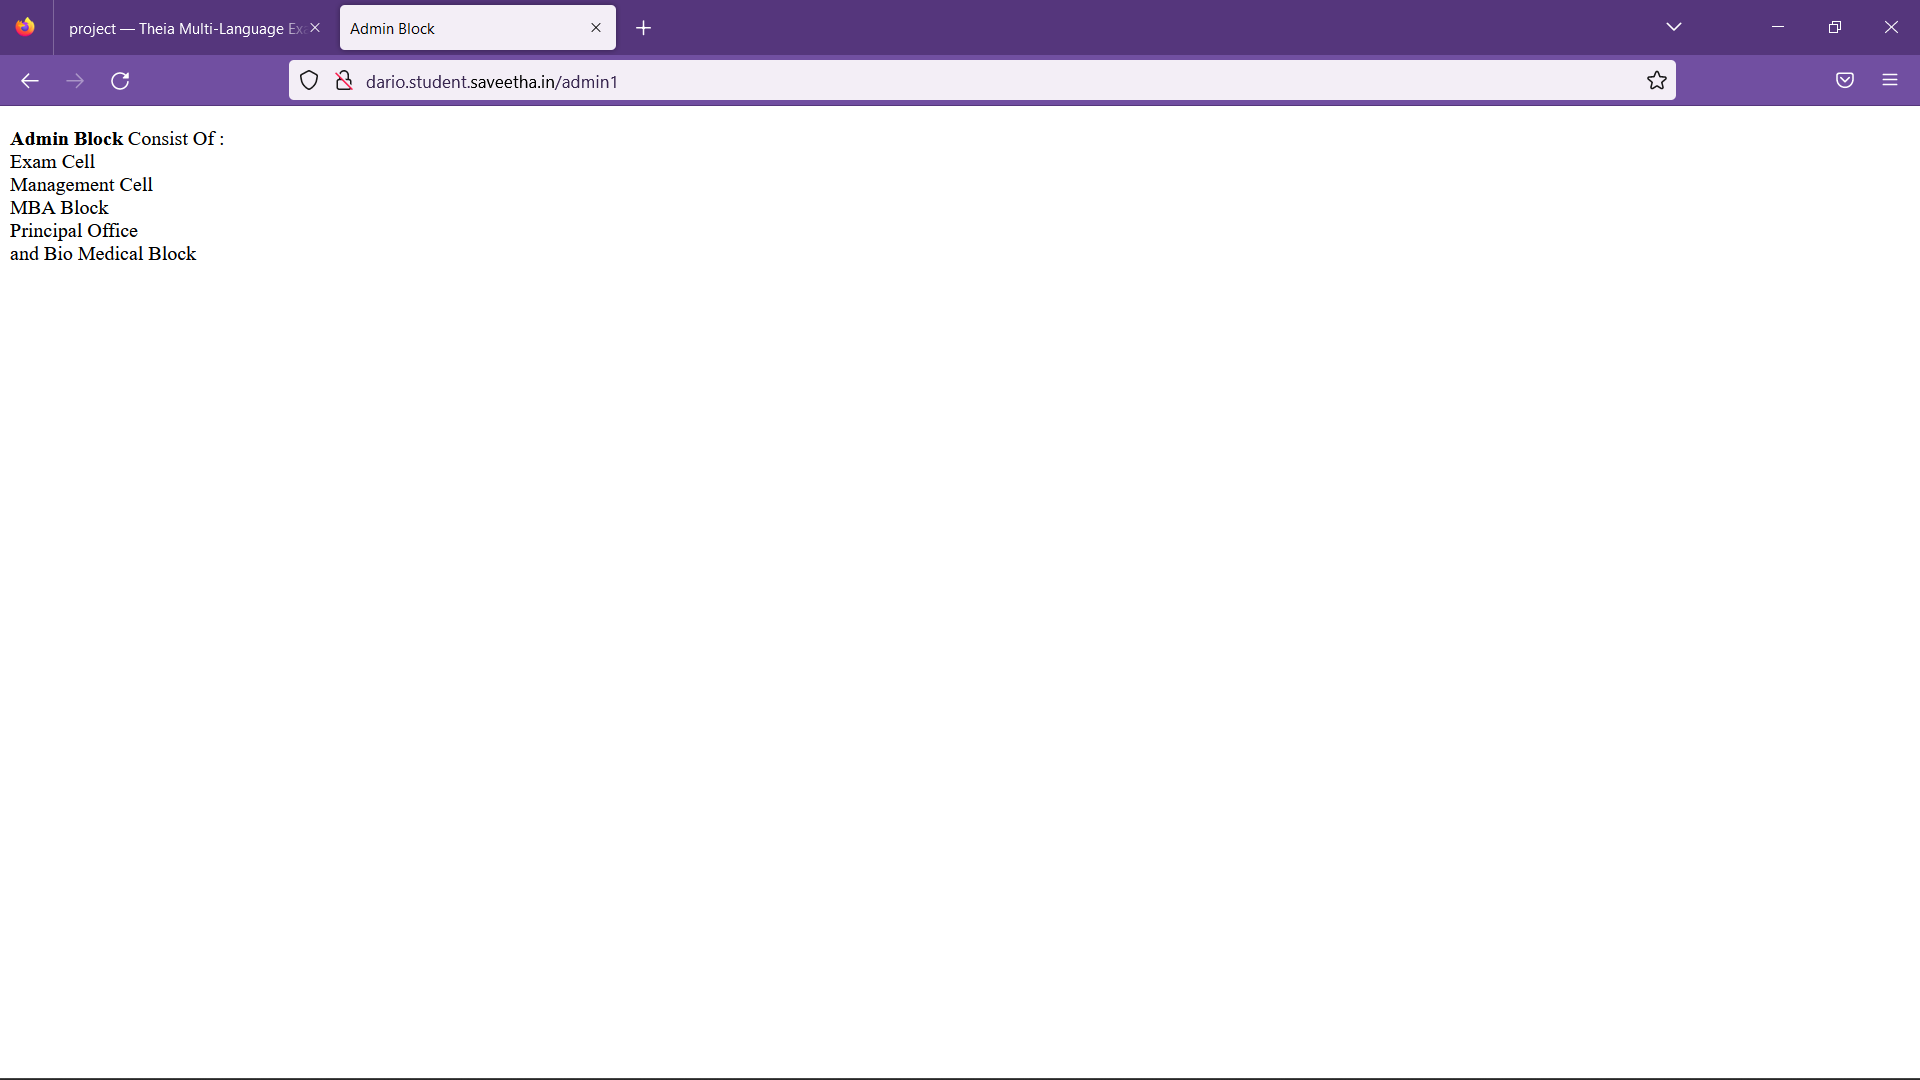 project — Theia Multi-Language Ex
Admin Block
dario.student.saveetha.in/admin1
Admin Block Consist Of :
Exam Cell
Management Cell
MBA Block
Principal Office
and Bio Medical Block